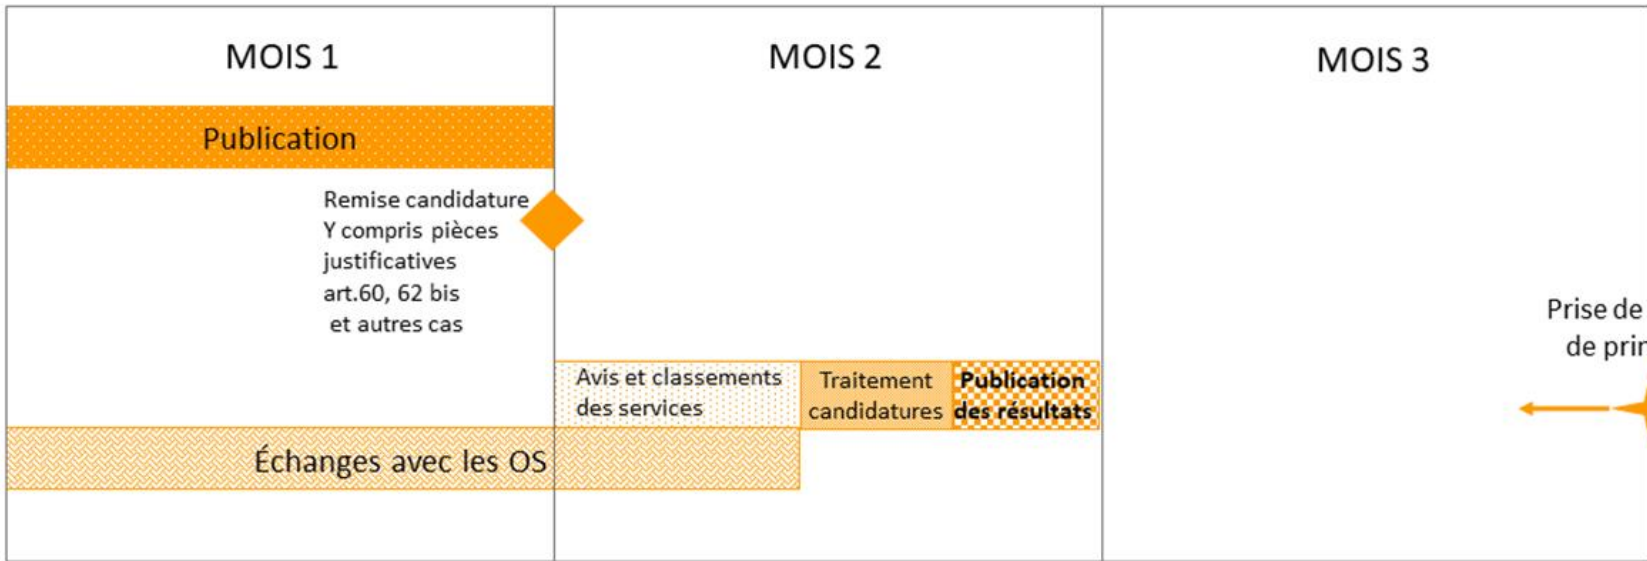 MOIS 1
MOIS 2
MOIS 3
Publication
Remise candidature
Y compris pièces
justificatives
art.60, 62 bis
et autres cas
Prise de
de
Avis et classements
des services
Traitement
candidatures
Publication
des résultats
Échanges avec les OS